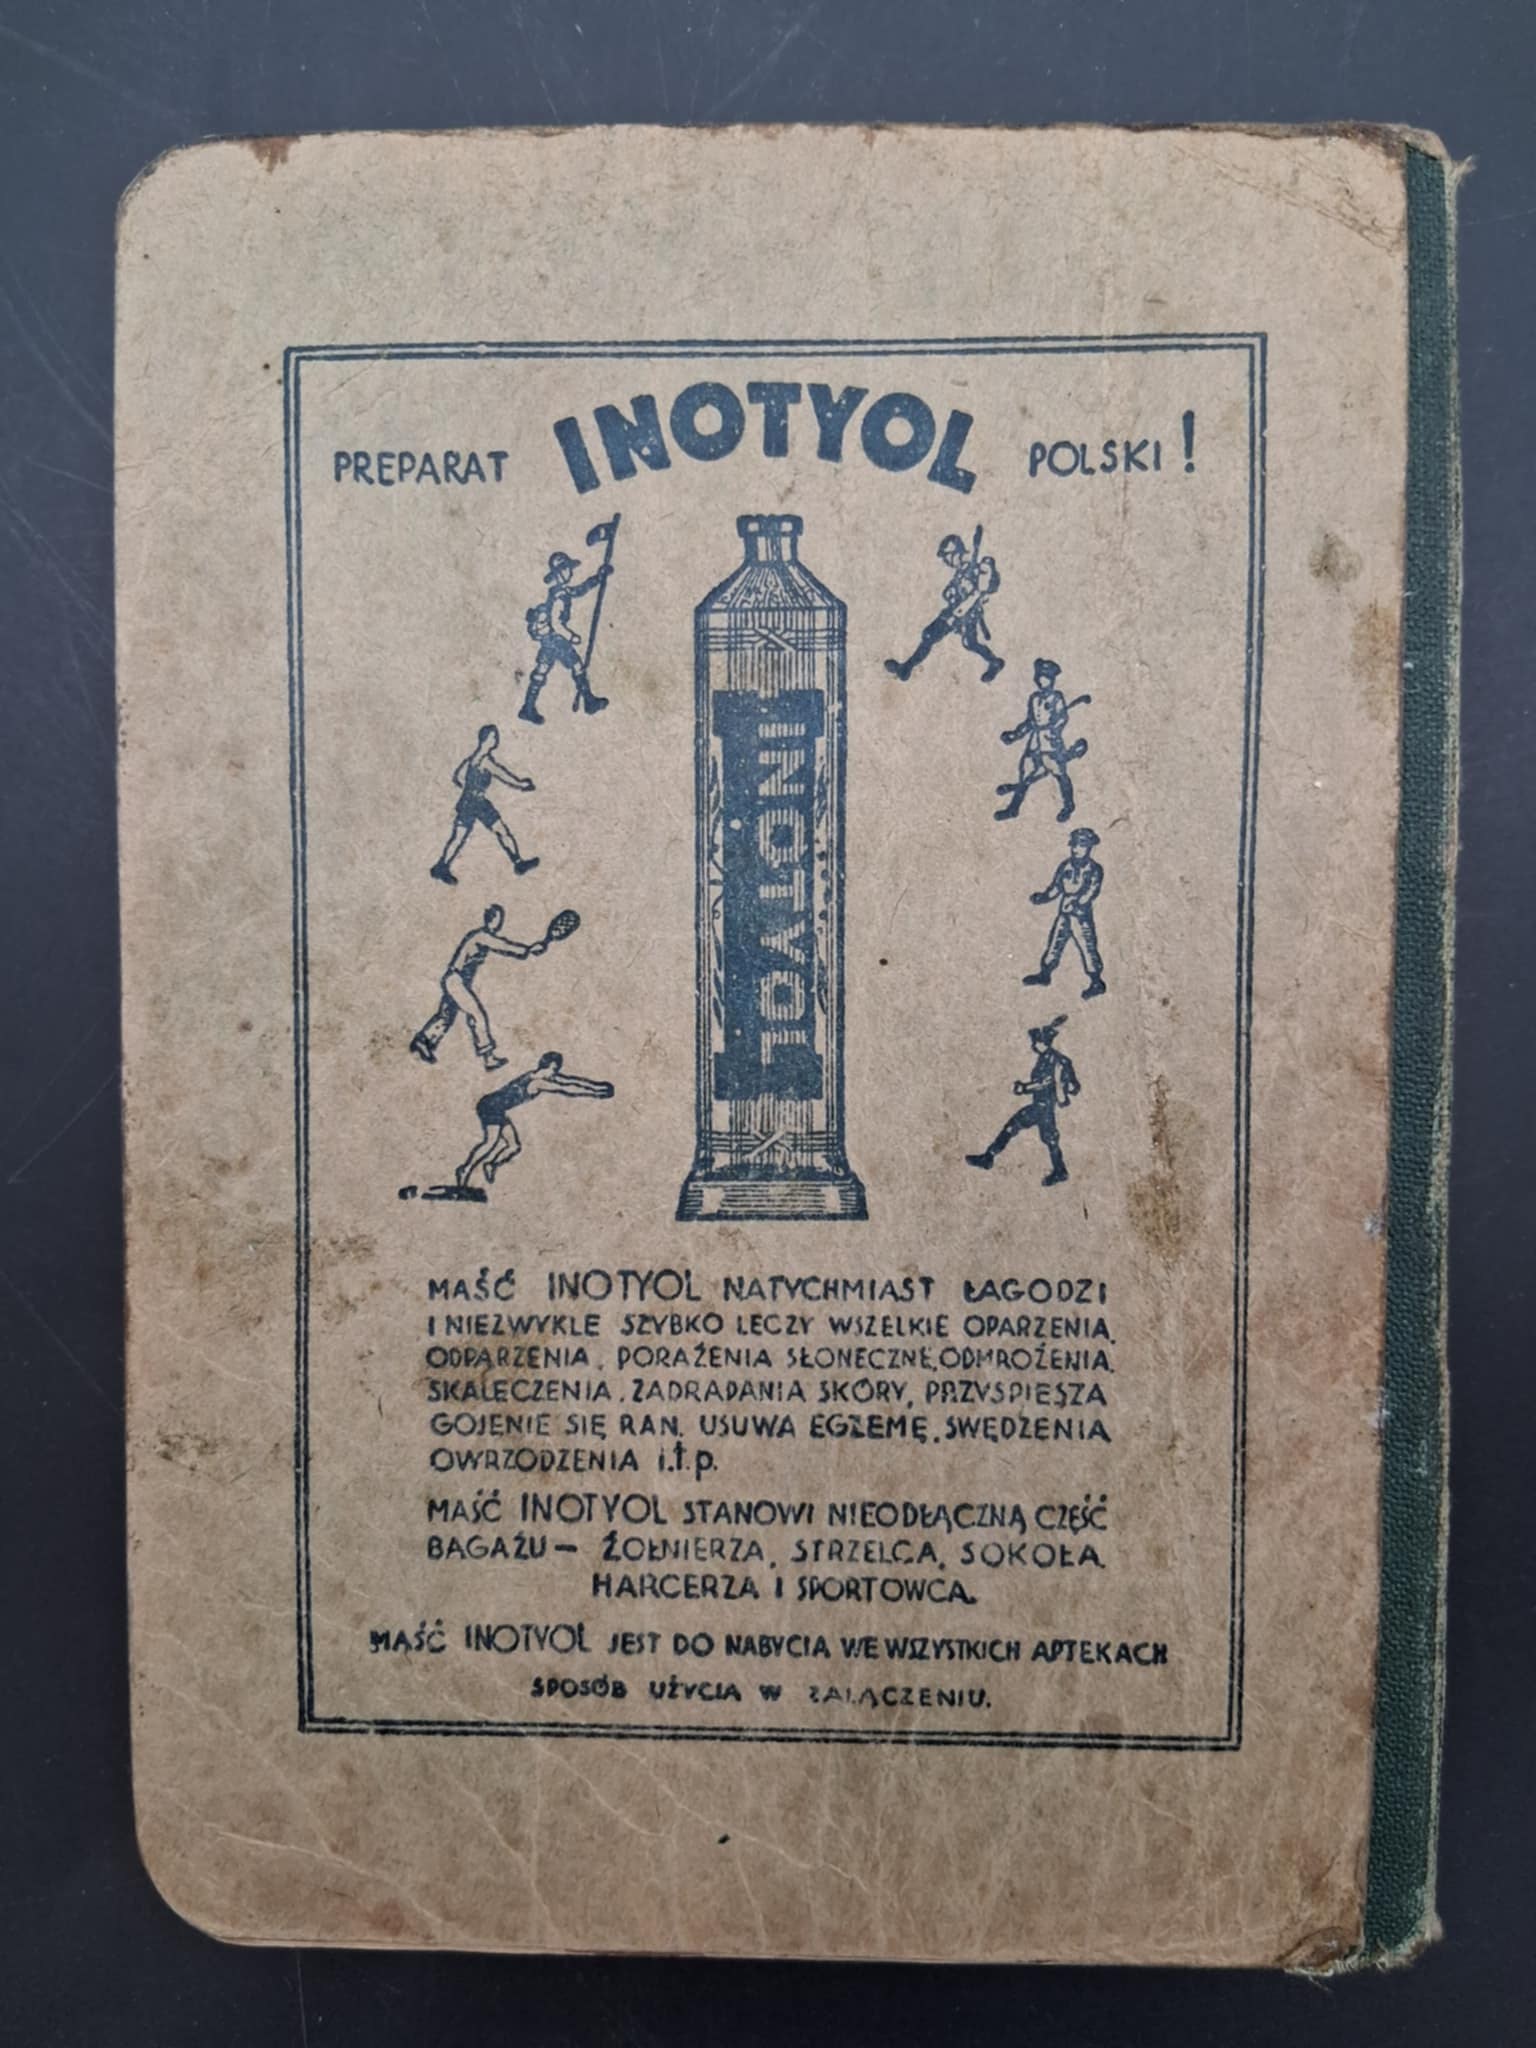 PREPARAT INOTYOL POLSKI!
INOTYOL
MAŚĆ INOTYOL NATYCHMIAST ŁAGODZI
I NIEZWYKLE SZYBKO LECZY WSZELKIE OPARZENIA,
ODPARZENIA, PORAŻENIA SŁONECZNE, ODMROŻENIA,
SKALECZENIA, ZADRAPANIA SKÓRY, PRZYSPIESZA
GOJENIE SIĘ RAN, USUWA EGZEMĘ, SWĘDZENIA
OWRZODZENIA i.t.p.
MAŚĆ INOTYOL STANOWI NIEODŁĄCZNĄ CZĘŚĆ
BAGAŻU - ŻOŁNIERZA, STRZELCA, SOKOŁA
HARCERZA I SPORTOWCA.
MAŚĆ INOTYOL JEST DO NABYCIA WE WSZYSTKICH APTEKACH
SPOSÓB UŻYCIA W ZAŁĄCZENIU.